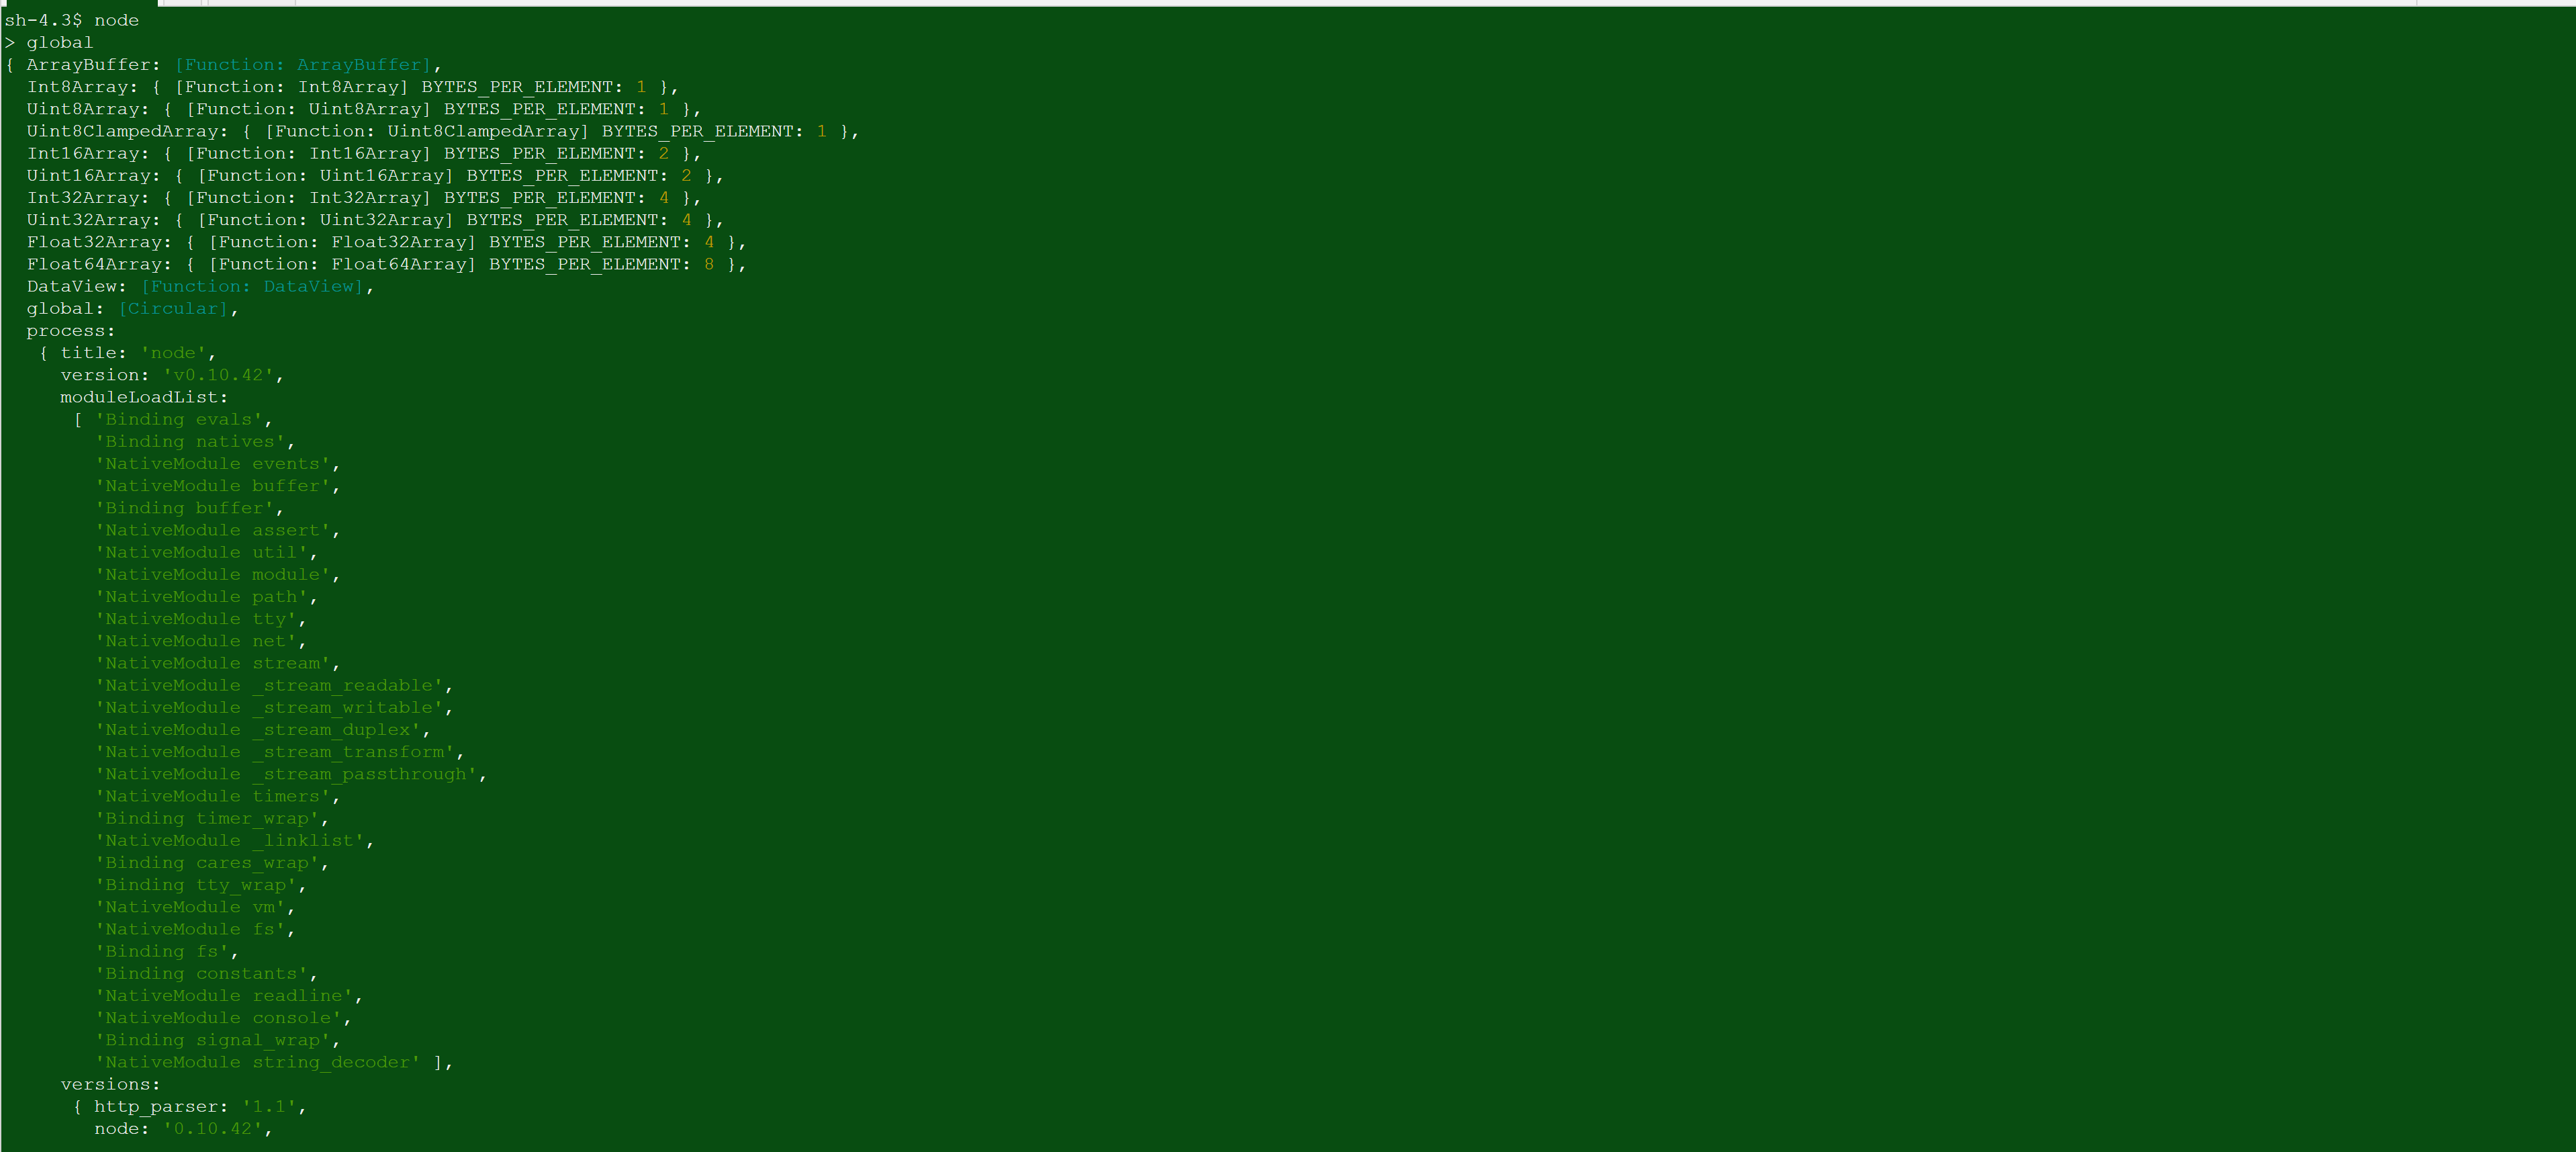 sh-4.3$ node
> global
{ ArrayBuffer: [Function: ArrayBuffer],
  Int8Array: { [Function: Int8Array] BYTES_PER_ELEMENT: 1 },
  Uint8Array: { [Function: Uint8Array] BYTES_PER_ELEMENT: 1 },
  Uint8ClampedArray: { [Function: Uint8ClampedArray] BYTES_PER_ELEMENT: 1 },
  Int16Array: { [Function: Int16Array] BYTES_PER_ELEMENT: 2 },
  Uint16Array: { [Function: Uint16Array] BYTES_PER_ELEMENT: 2 },
  Int32Array: { [Function: Int32Array] BYTES_PER_ELEMENT: 4 },
  Uint32Array: { [Function: Uint32Array] BYTES_PER_ELEMENT: 4 },
  Float32Array: { [Function: Float32Array] BYTES_PER_ELEMENT: 4 },
  Float64Array: { [Function: Float64Array] BYTES_PER_ELEMENT: 8 },
  DataView: [Function: DataView],
  global: [Circular],
  process:
   { title: 'node',
     version: 'v0.10.42',
     moduleLoadList:
      [ 'Binding evals',
        'Binding natives',
        'NativeModule events',
        'NativeModule buffer',
        'Binding buffer',
        'NativeModule assert',
        'NativeModule util',
        'NativeModule module',
        'NativeModule path',
        'NativeModule tty',
        'NativeModule net',
        'NativeModule stream',
        'NativeModule _stream_readable',
        'NativeModule _stream_writable',
        'NativeModule _stream_duplex',
        'NativeModule _stream_transform',
        'NativeModule _stream_passthrough',
        'NativeModule timers',
        'Binding timer_wrap',
        'NativeModule _linklist',
        'Binding cares_wrap',
        'Binding tty_wrap',
        'NativeModule vm',
        'NativeModule fs',
        'Binding fs',
        'Binding constants',
        'NativeModule readline',
        'NativeModule console',
        'Binding signal_wrap',
        'NativeModule string_decoder' ],
     versions:
      { http_parser: '1.1',
        node: '0.10.42',